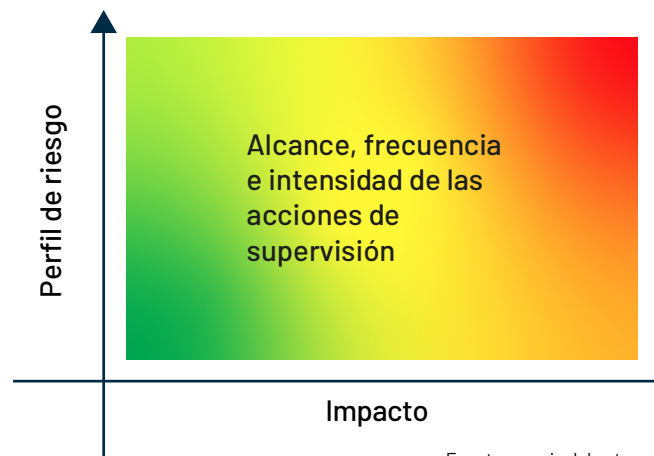 Perfil de riesgo
Alcance, frecuencia
e intensidad de las
acciones de
supervisión
Impacto